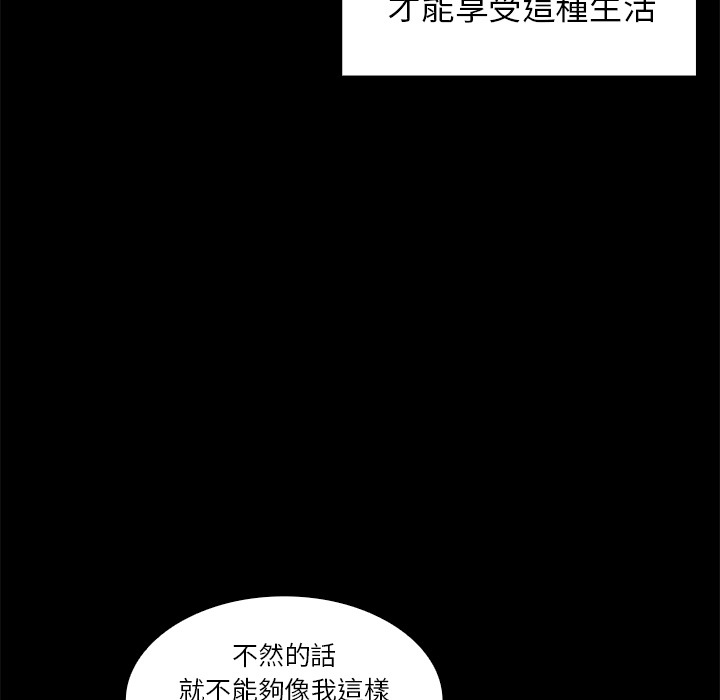 才能享受這種生活
不然的話
就不能夠像我這樣